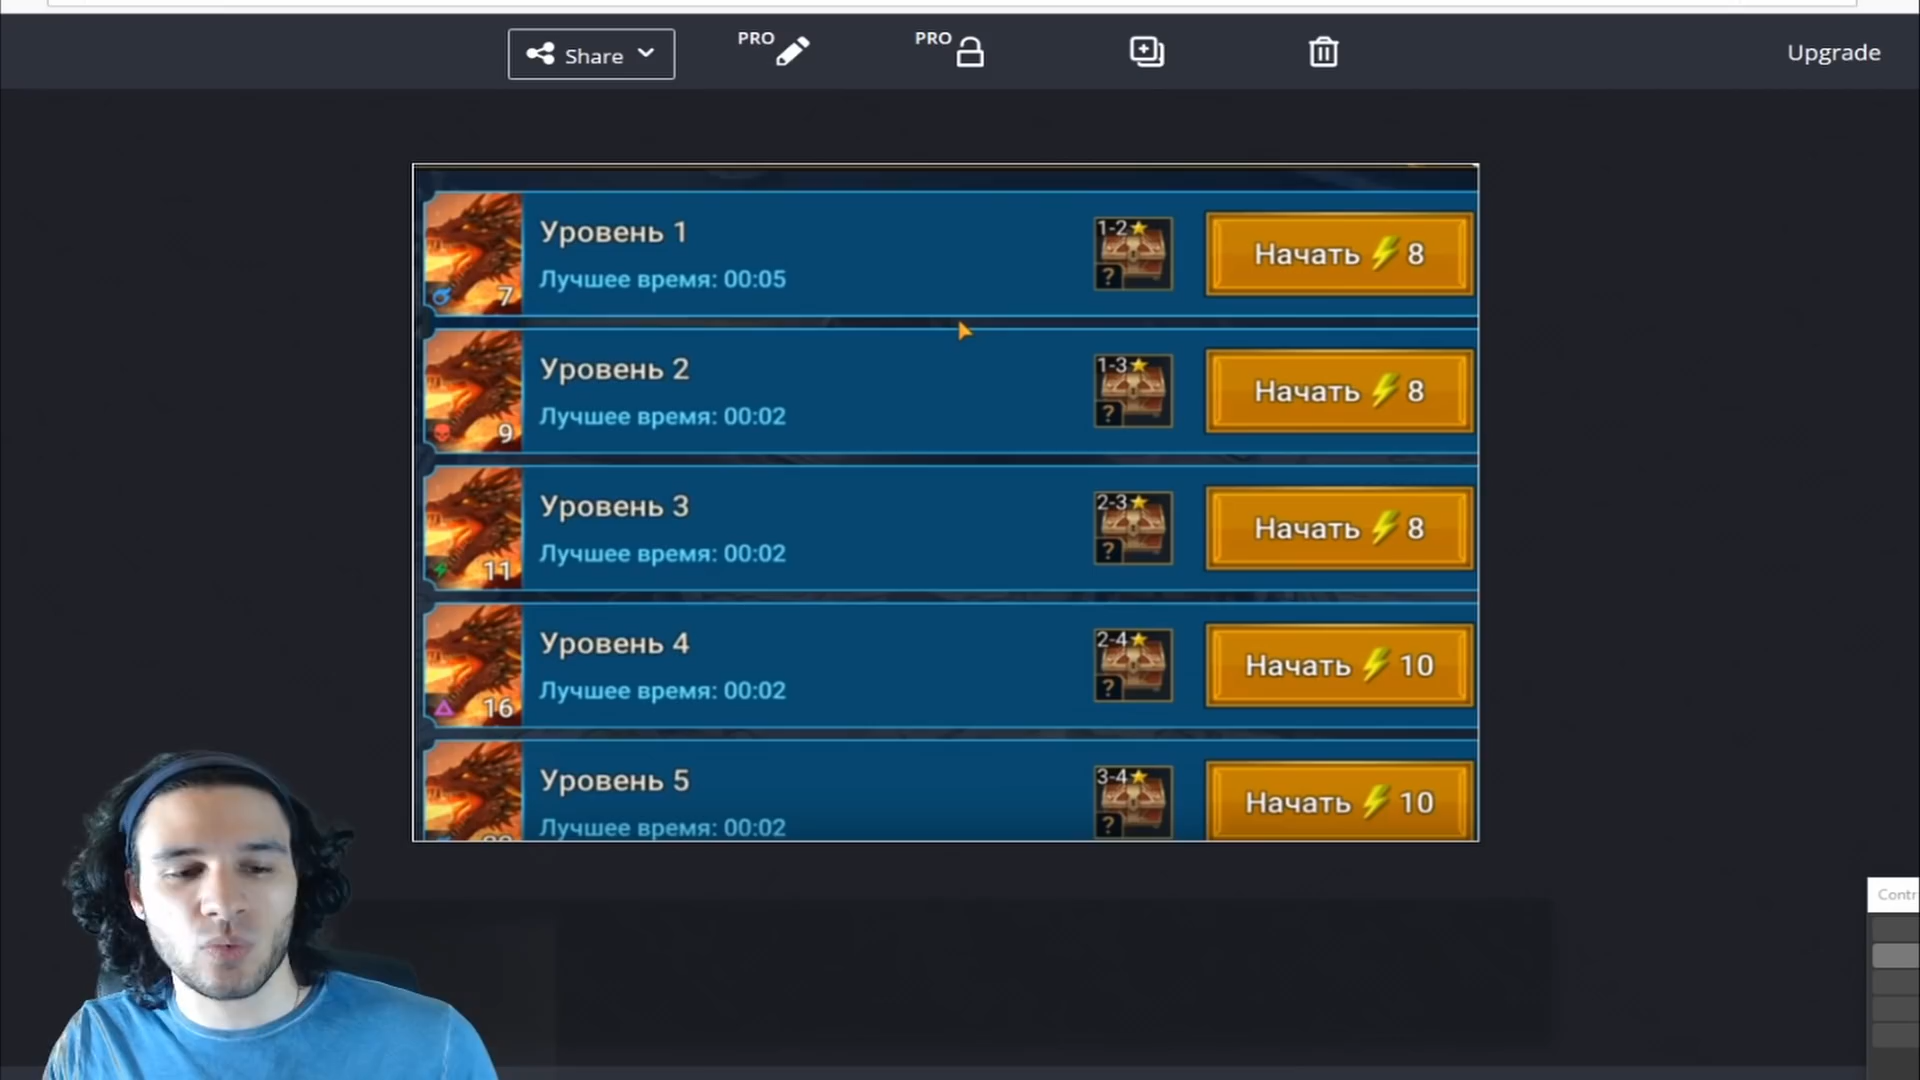 Share
PRO
PRO
Upgrade
Уровень 1
Лучшее время: 00:05
7
1-2
?
Начать 8
Уровень 2
Лучшее время: 00:02
9
1-3
?
Начать 8
Уровень 3
Лучшее время: 00:02
11
2-3
?
Начать 8
Уровень 4
Лучшее время: 00:02
16
2-4
?
Начать 10
Уровень 5
Лучшее время: 00:02
3-4
?
Начать 10
Contr